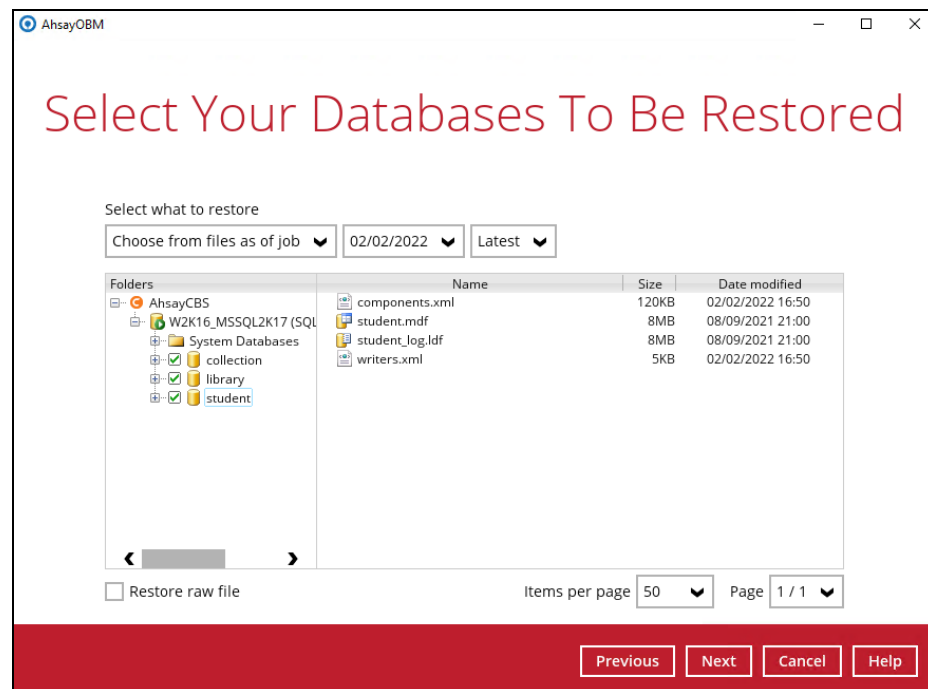 AhsayOBM
Select Your Databases To Be Restored
Select what to restore
Choose from files as of job 02/02/2022 Latest
Folders Name Size Date modified
AhsayCBS components.xml 120KB 02/02/2022 16:50
W2K16_MSSQL2K17 (SQL student.mdf 8MB 08/09/2021 21:00
System Databases student_log.ldf 8MB 08/09/2021 21:00
collection writers.xml 5KB 02/02/2022 16:50
library
student
Restore raw file Items per page 50 Page 1 / 1
Previous Next Cancel Help